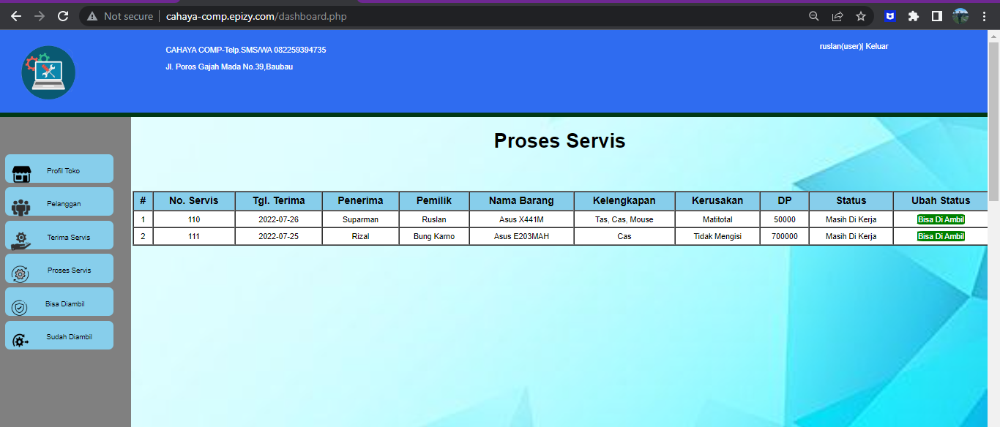 Not secure | cahaya-comp.epizy.com/dashboard.php
CAHAYA COMP-Telp.SMS/WA 082259394735
ruslan(user)| Keluar
Jl. Poros Gajah Mada No.39,Baubau
Proses Servis
Profil Toko
Pelanggan
Terima Servis
Proses Servis
Bisa Diambil
Sudah Diambil
# No. Servis Tgl. Terima Penerima Pemilik Nama Barang Kelengkapan Kerusakan DP Status Ubah Status
1 110 2022-07-26 Suparman Ruslan Asus X441M Tas, Cas, Mouse Matitotal 50000 Masih Di Kerja Bisa Di Ambil
2 111 2022-07-25 Rizal Bung Karno Asus E203MAH Cas Tidak Mengisi 700000 Masih Di Kerja Bisa Di Ambil